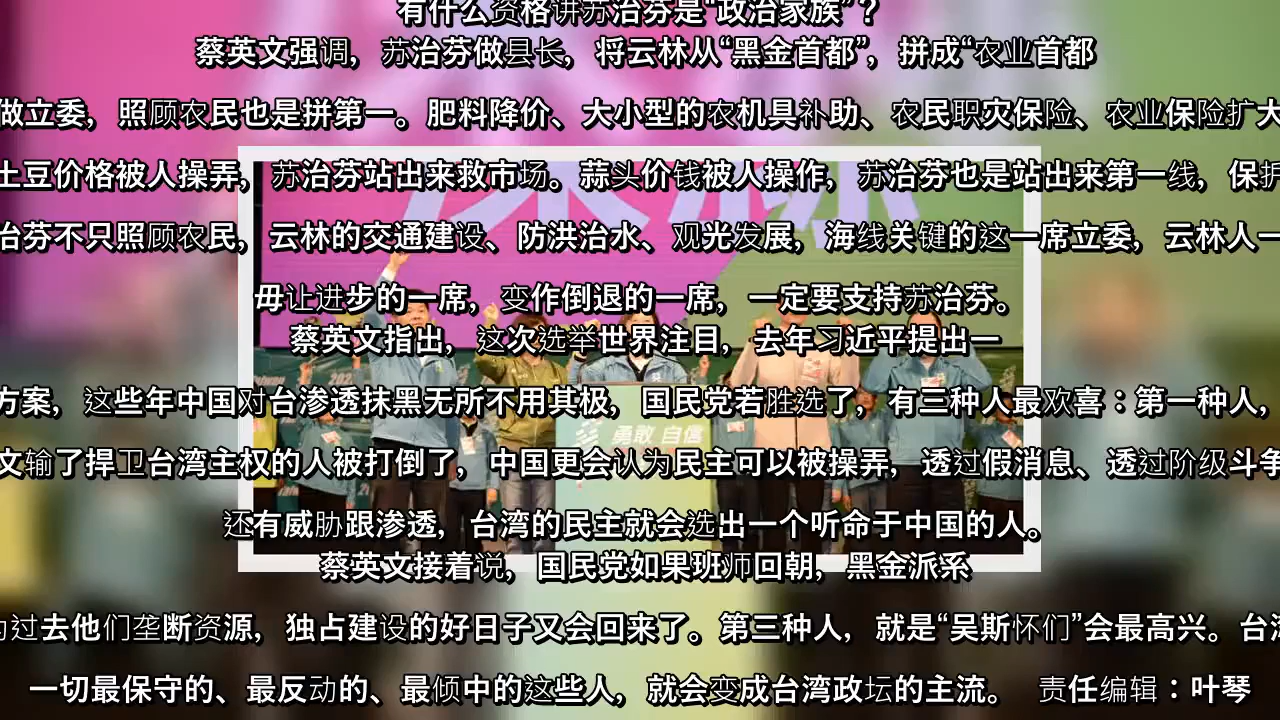 有什么资格讲苏治芬是“政治家族”？
蔡英文强调，苏治芬做县长，将云林从“黑金首都”，拼成“农业首都
做立委，照顾农民也是拼第一。肥料降价、大小型的农机具补助、农民职灾保险、农业保险扩大
土豆价格被人操弄，苏治芬站出来救市场。蒜头价钱被人操作，苏治芬也是站出来第一线，保护
治芬不只照顾农民，云林的交通建设、防洪治水、观光发展，海线关键的这一席立委，云林人一
毋让进步的一席，变作倒退的一席，一定要支持苏治芬。
蔡英文指出，这次选举世界注目，去年习近平提出一
方案，这些年中国对台渗透抹黑无所不用其极，国民党若胜选了，有三种人最欢喜：第一种人，
文输了捍卫台湾主权的人被打倒了，中国更会认为民主可以被操弄，透过假消息、透过阶级斗争
还有威胁跟渗透，台湾的民主就会选出一个听命于中国的人。
蔡英文接着说，国民党如果班师回朝，黑金派系
过去他们垄断资源，独占建设的好日子又会回来了。第三种人，就是“吴斯怀们”会最高兴。台湾
一切最保守的、最反动的、最倾中的这些人，就会变成台湾政坛的主流。 责任编辑：叶琴
勇敢 自信